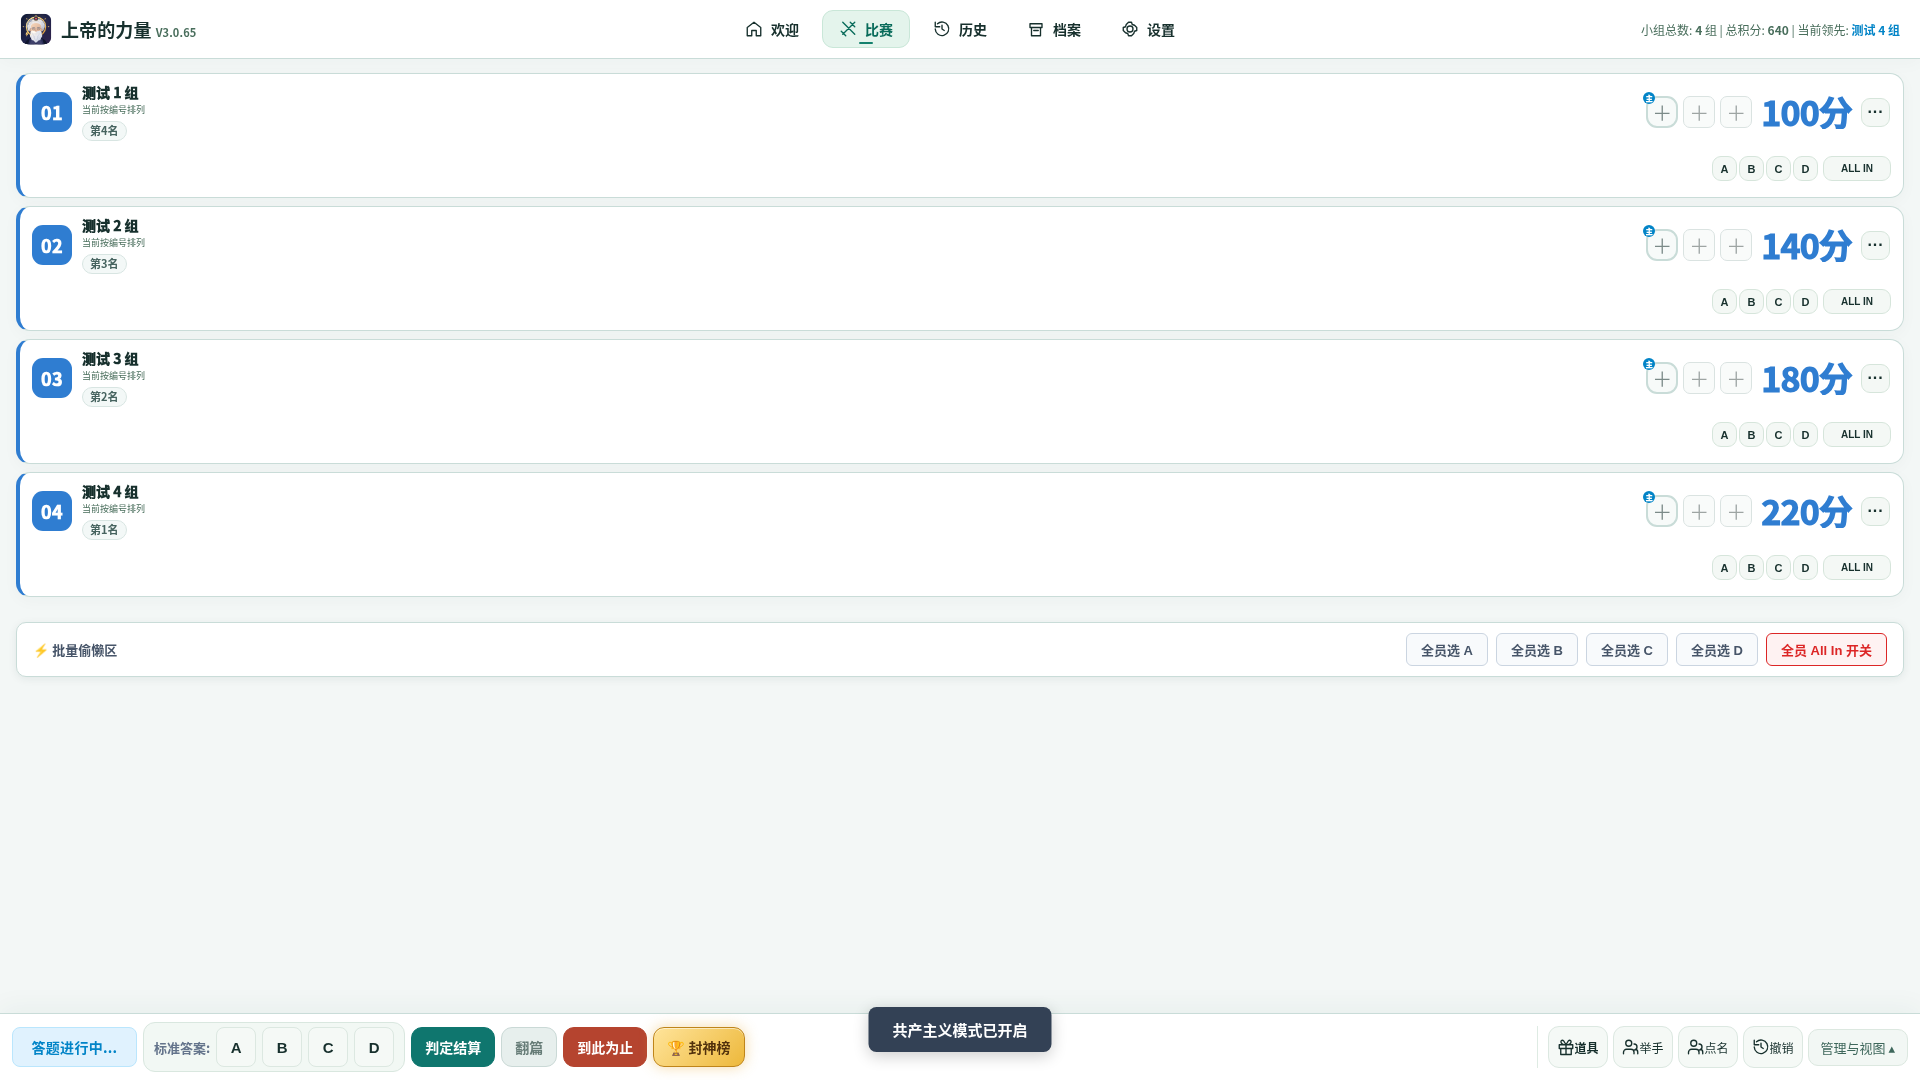 上帝的力量 V3.0.65
欢迎
比赛
历史
档案
设置
小组总数: 4 组 | 总积分: 640 | 当前领先: 测试 4 组
01
测试 1 组
当前按编号排列
第4名
主
100分
...
A B C D ALL IN
02
测试 2 组
当前按编号排列
第3名
主
140分
...
A B C D ALL IN
03
测试 3 组
当前按编号排列
第2名
主
180分
...
A B C D ALL IN
04
测试 4 组
当前按编号排列
第1名
主
220分
...
A B C D ALL IN
⚡ 批量偷懒区
全员选 A
全员选 B
全员选 C
全员选 D
全员 All In 开关
共产主义模式已开启
答题进行中...
标准答案: A B C D
判定结算
翻篇
到此为止
🏆 封神榜
道具
举手
点名
撤销
管理与视图 ▴